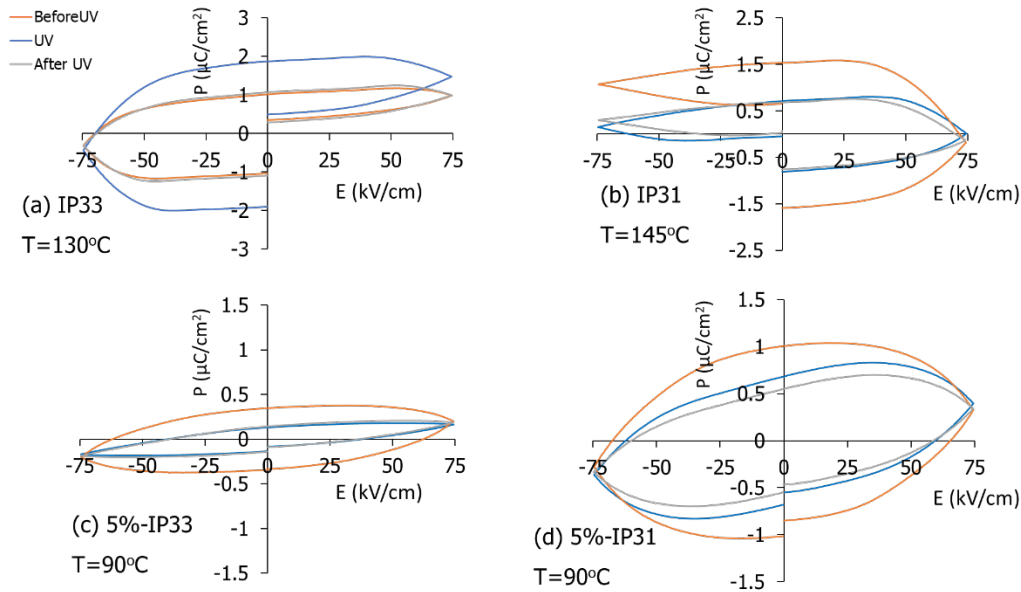 BeforeUV
UV
After UV
P (µC/cm²)
3
2
1
0
-1
-2
-3
-75
-50
-25
0
25
50
75
E (kV/cm)
(a) IP33
T=130°C
P (µC/cm²)
2.5
1.5
0.5
-0.5
-1.5
-2.5
-75
-50
-25
0
25
50
75
E (kV/cm)
(b) IP31
T=145°C
P (µC/cm²)
1.5
1
0.5
0
-0.5
-1
-1.5
-75
-50
-25
0
25
50
75
E (kV/cm)
(c) 5%-IP33
T=90°C
P (µC/cm²)
1.5
1
0.5
0
-0.5
-1
-1.5
-75
-50
-25
0
25
50
75
E (kV/cm)
(d) 5%-IP31
T=90°C